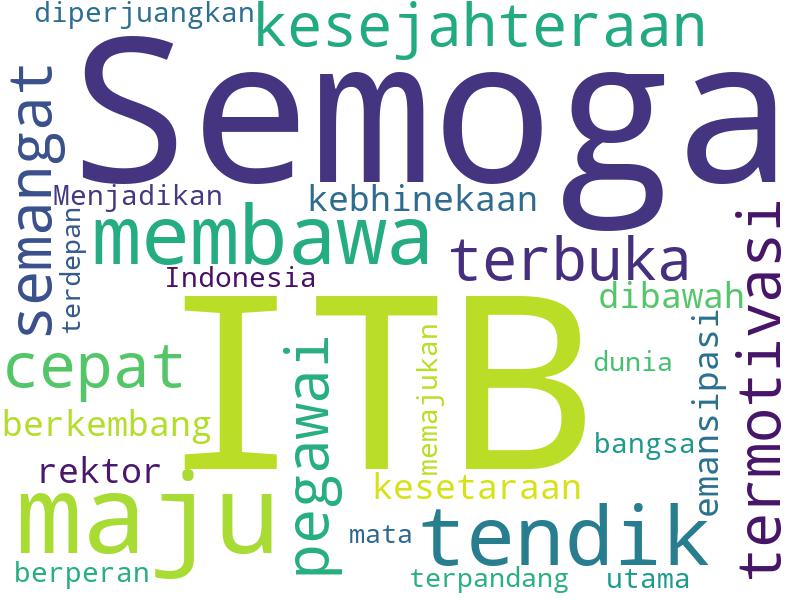 diperjuangkan
kesejahteraan
Semoga
semangat
Menjadikan
kebhinekaan
terdepan
membawa
terbuka
termotivasi
Indonesia
dibawah
ITB
cepat
pegawai
memajukan
dunia
emansipasi
berkembang
bangsa
rektor
kesetaraan
maju
mata
tendik
berperan
terpandang
utama